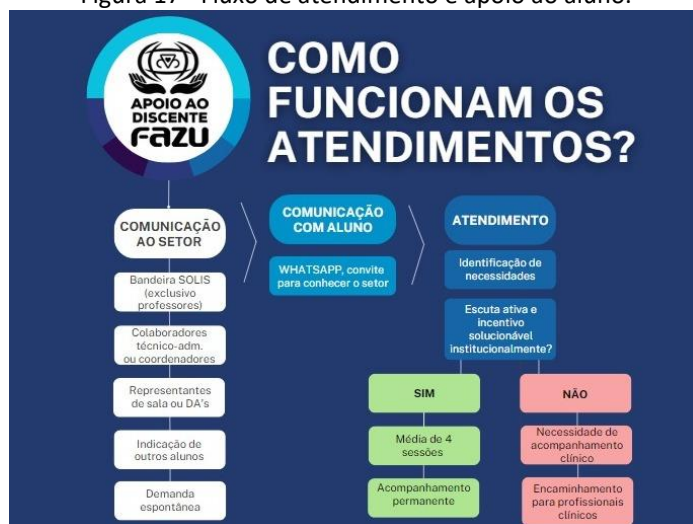 Figura 17 - Fluxo de atendimento e apoio ao aluno.
APOIO AO
DISCENTE
FAZU
COMO
FUNCIONAM OS
ATENDIMENTOS?
COMUNICAÇÃO
AO SETOR
Bandeira SOLIS
(exclusivo
professores)
Colaboradores
técnico-adm.
ou coordenadores
Representantes
de sala ou DA's
Indicação de
outros alunos
Demanda
espontânea
COMUNICAÇÃO
COM ALUNO
WHATSAPP, convite
para conhecer o setor
ATENDIMENTO
Identificação de
necessidades
Escuta ativa e
incentivo
solucionável
institucionalmente?
SIM
Média de 4
sessões
Acompanhamento
permanente
NÃO
Necessidade de
acompanhamento
clínico
Encaminhamento
para profissionais
clínicos